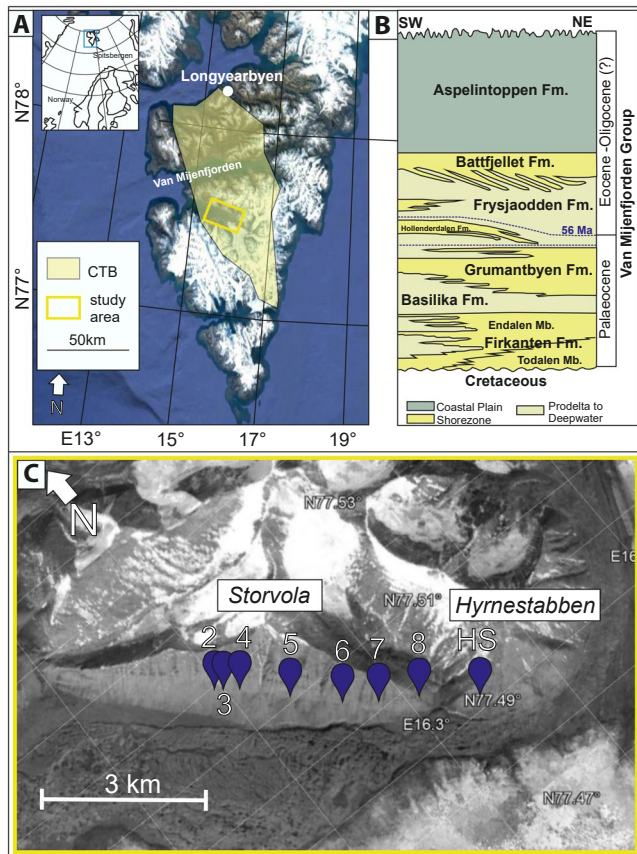 A
Spitsbergen
Norway
N78°
N77°
Longyearbyen
Van Mijenfjorden
CTB
study
area
50km
N
E13°
15°
17°
19°
B
SW
NE
Aspelintoppen Fm.
Battfjellet Fm.
Frysjaodden Fm.
Hollenderdalen Fm.
56 Ma
Grumantbyen Fm.
Basilika Fm.
Endalen Mb.
Firkanten Fm.
Todalen Mb.
Cretaceous
Eocene-Oligocene (?)
Palaeocene
Van Mijenfjorden Group
Coastal Plain
Shorezone
Prodelta to
Deepwater
C
N
N77.53°
E16
Storvola
N77.51°
Hyrnestabben
2
3
4
5
6
7
8
HS
N77.49°
E16.3°
3 km
N77.47°